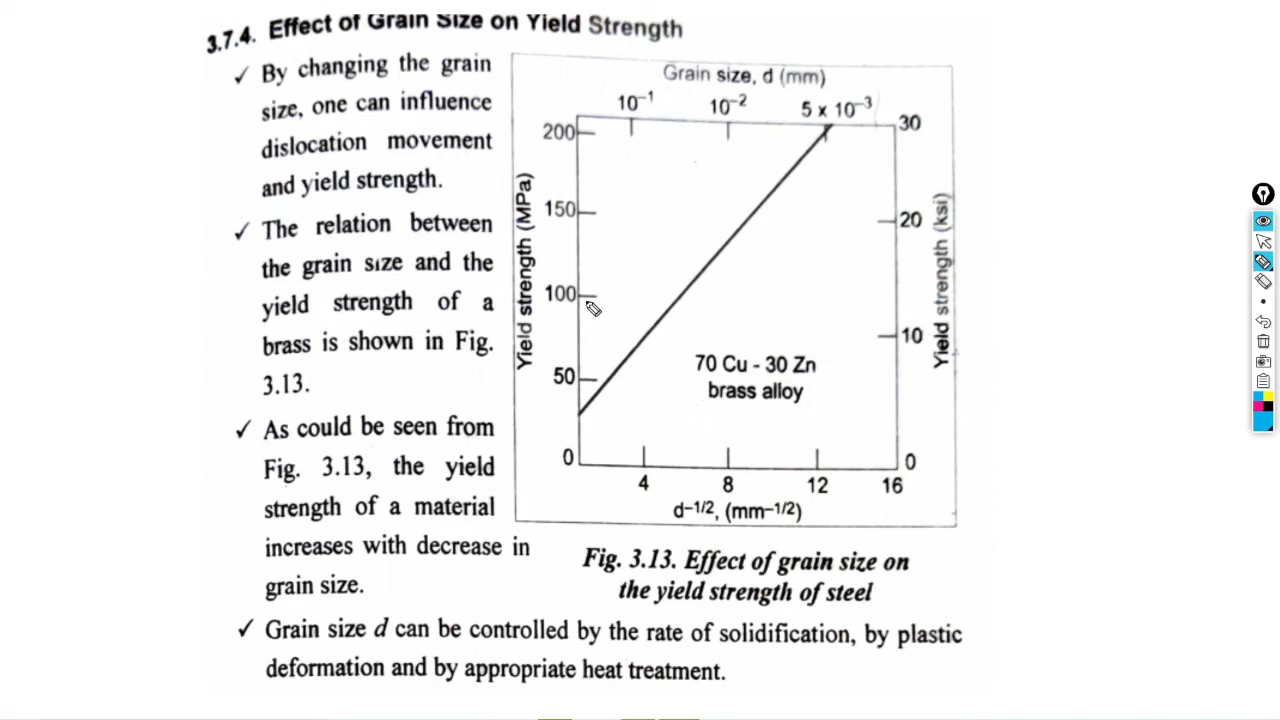 3.7.4. Effect of Grain Size on Yield Strength
✓ By changing the grain
size, one can influence
dislocation movement
and yield strength.
✓ The relation between
the grain size and the
yield strength of a
brass is shown in Fig.
3.13.
✓ As could be seen from
Fig. 3.13, the yield
strength of a material
increases with decrease in
grain size.
Grain size, d (mm)
10⁻¹ 10⁻² 5 x 10⁻³
Yield strength (MPa)
200
150
100
50
0
30
20
10
0
Yield strength (ksi)
70 Cu - 30 Zn
brass alloy
4 8 12 16
d⁻¹/², (mm⁻¹/²)
Fig. 3.13. Effect of grain size on
the yield strength of steel
✓ Grain size d can be controlled by the rate of solidification, by plastic
deformation and by appropriate heat treatment.